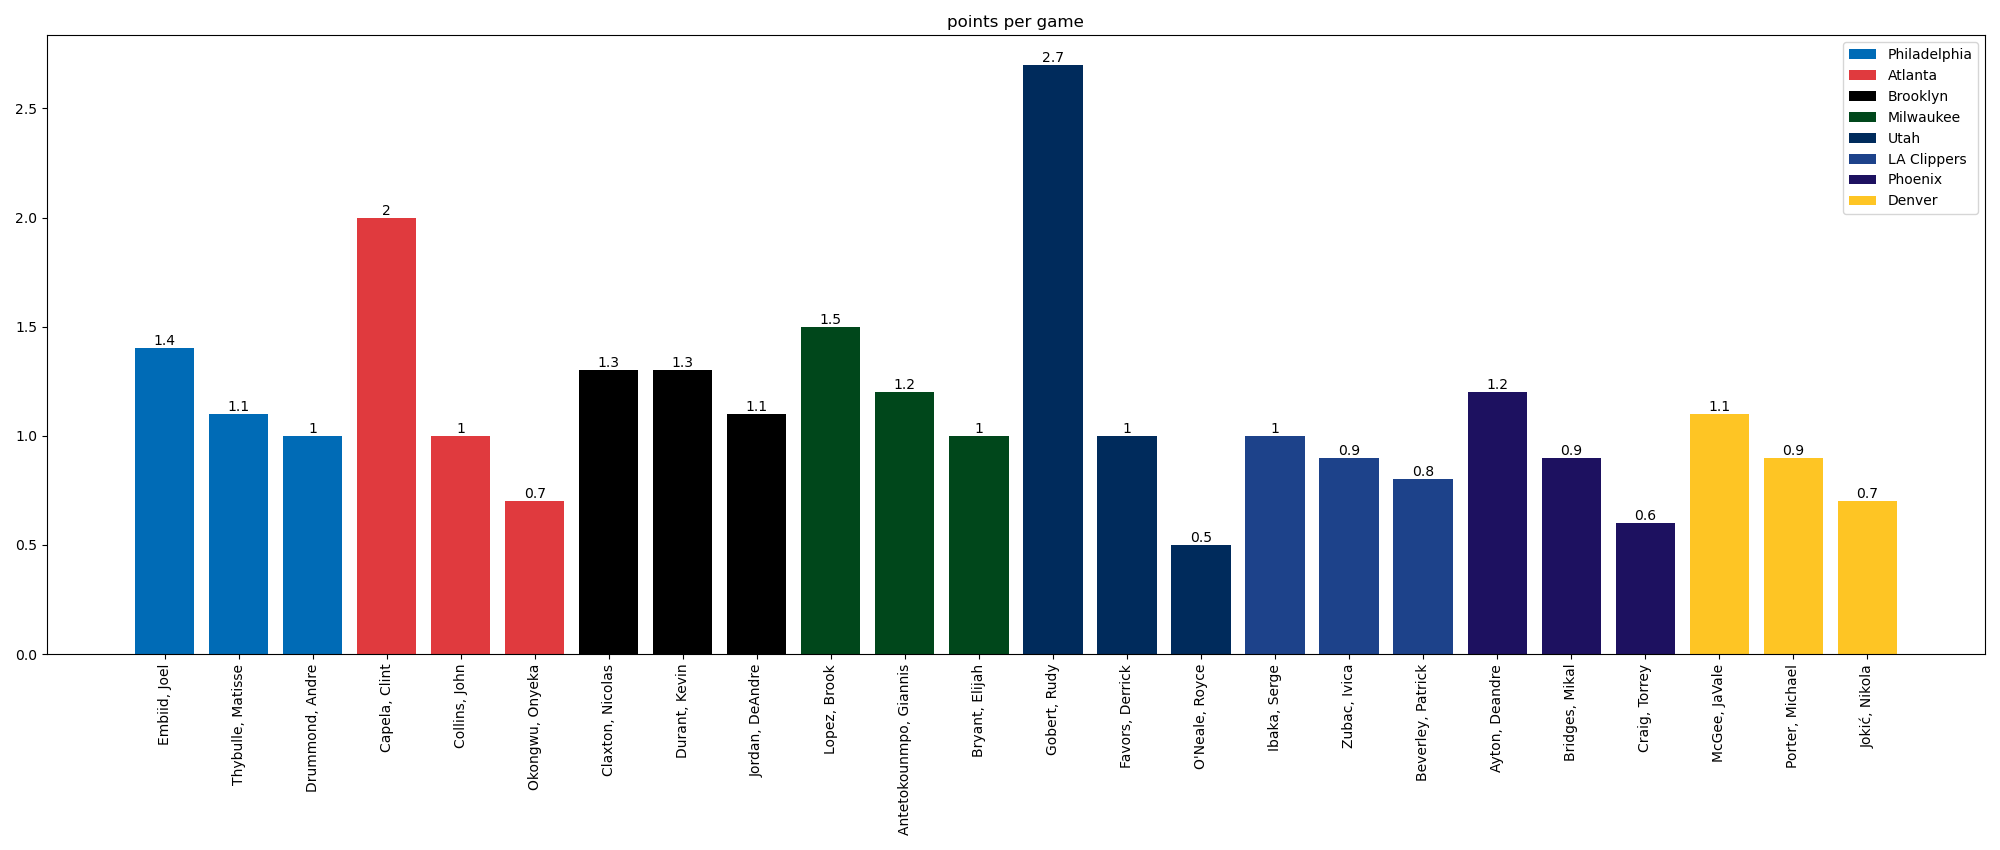 points per game
Philadelphia
Atlanta
Brooklyn
Milwaukee
Utah
LA Clippers
Phoenix
Denver
2.5
2.0
1.5
1.0
0.5
0.0
1.4
1.1
1
2
1
0.7
1.3
1.3
1.1
1.5
1.2
1
2.7
1
0.5
1
0.9
0.8
1.2
0.9
0.6
1.1
0.9
0.7
Embiid, Joel
Thybulle, Matisse
Drummond, Andre
Capela, Clint
Collins, John
Okongwu, Onyeka
Claxton, Nicolas
Durant, Kevin
Jordan, DeAndre
Lopez, Brook
Antetokounmpo, Giannis
Bryant, Elijah
Gobert, Rudy
Favors, Derrick
O'Neale, Royce
Ibaka, Serge
Zubac, Ivica
Beverley, Patrick
Ayton, Deandre
Bridges, Mikal
Craig, Torrey
McGee, JaVale
Porter, Michael
Jokić, Nikola